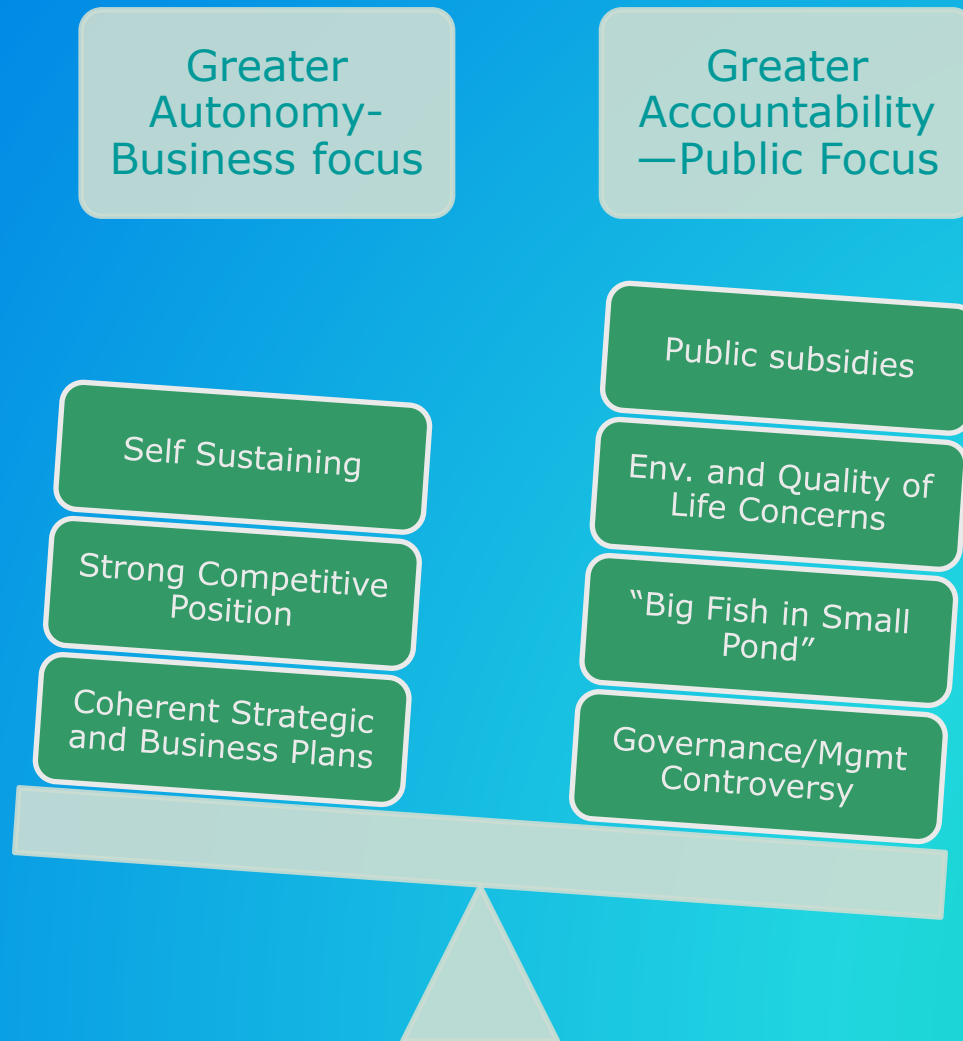 Greater
Autonomy-
Business focus
Greater
Accountability
—Public Focus
Self Sustaining
Strong Competitive
Position
Coherent Strategic
and Business Plans
Public subsidies
Env. and Quality of
Life Concerns
“Big Fish in Small
Pond”
Governance/Mgmt
Controversy